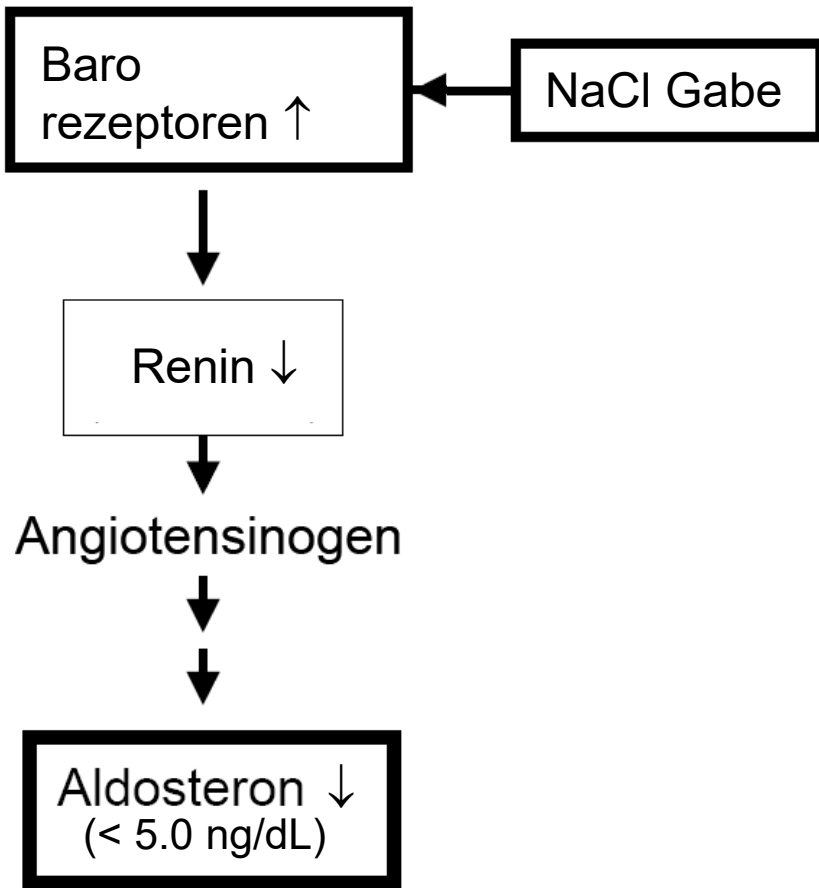 Baro
rezeptoren ↑
NaCl Gabe
Renin ↓
Angiotensinogen
Aldosteron ↓
(< 5.0 ng/dL)